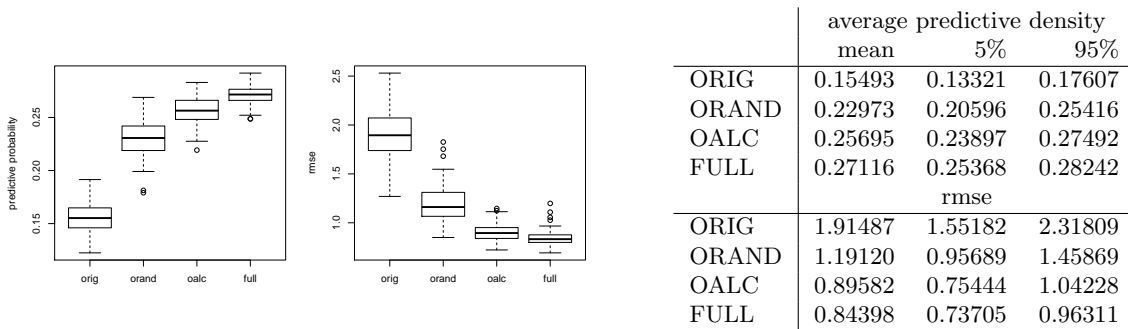 predictive probability
0.15 0.20 0.25
orig orand oalc full
rmse
1.0 1.5 2.0 2.5
orig orand oalc full
average predictive density
mean 5% 95%
ORIG 0.15493 0.13321 0.17607
ORAND 0.22973 0.20596 0.25416
OALC 0.25695 0.23897 0.27492
FULL 0.27116 0.25368 0.28242
rmse
ORIG 1.91487 1.55182 2.31809
ORAND 1.19120 0.95689 1.45869
OALC 0.89582 0.75444 1.04228
FULL 0.84398 0.73705 0.96311